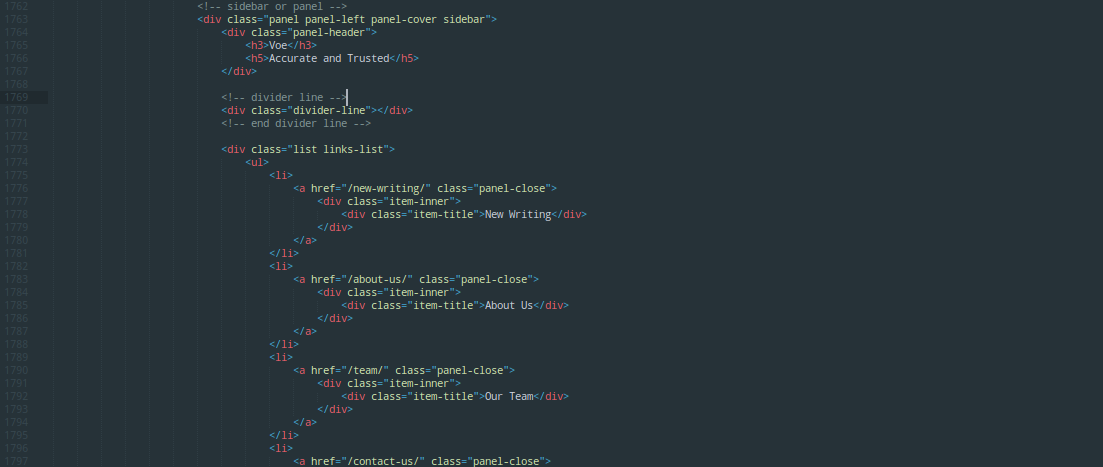 1762 <!-- sidebar or panel -->
1763 <div class="panel panel-left panel-cover sidebar">
1764 <div class="panel-header">
1765 <h3>Voe</h3>
1766 <h5>Accurate and Trusted</h5>
1767 </div>
1768
1769 <!-- divider line -->
1770 <div class="divider-line"></div>
1771 <!-- end divider line -->
1772
1773 <div class="list links-list">
1774 <ul>
1775 <li>
1776 <a href="/new-writing/" class="panel-close">
1777 <div class="item-inner">
1778 <div class="item-title">New Writing</div>
1779 </div>
1780 </a>
1781 </li>
1782 <li>
1783 <a href="/about-us/" class="panel-close">
1784 <div class="item-inner">
1785 <div class="item-title">About Us</div>
1786 </div>
1787 </a>
1788 </li>
1789 <li>
1790 <a href="/team/" class="panel-close">
1791 <div class="item-inner">
1792 <div class="item-title">Our Team</div>
1793 </div>
1794 </a>
1795 </li>
1796 <li>
1797 <a href="/contact-us/" class="panel-close">